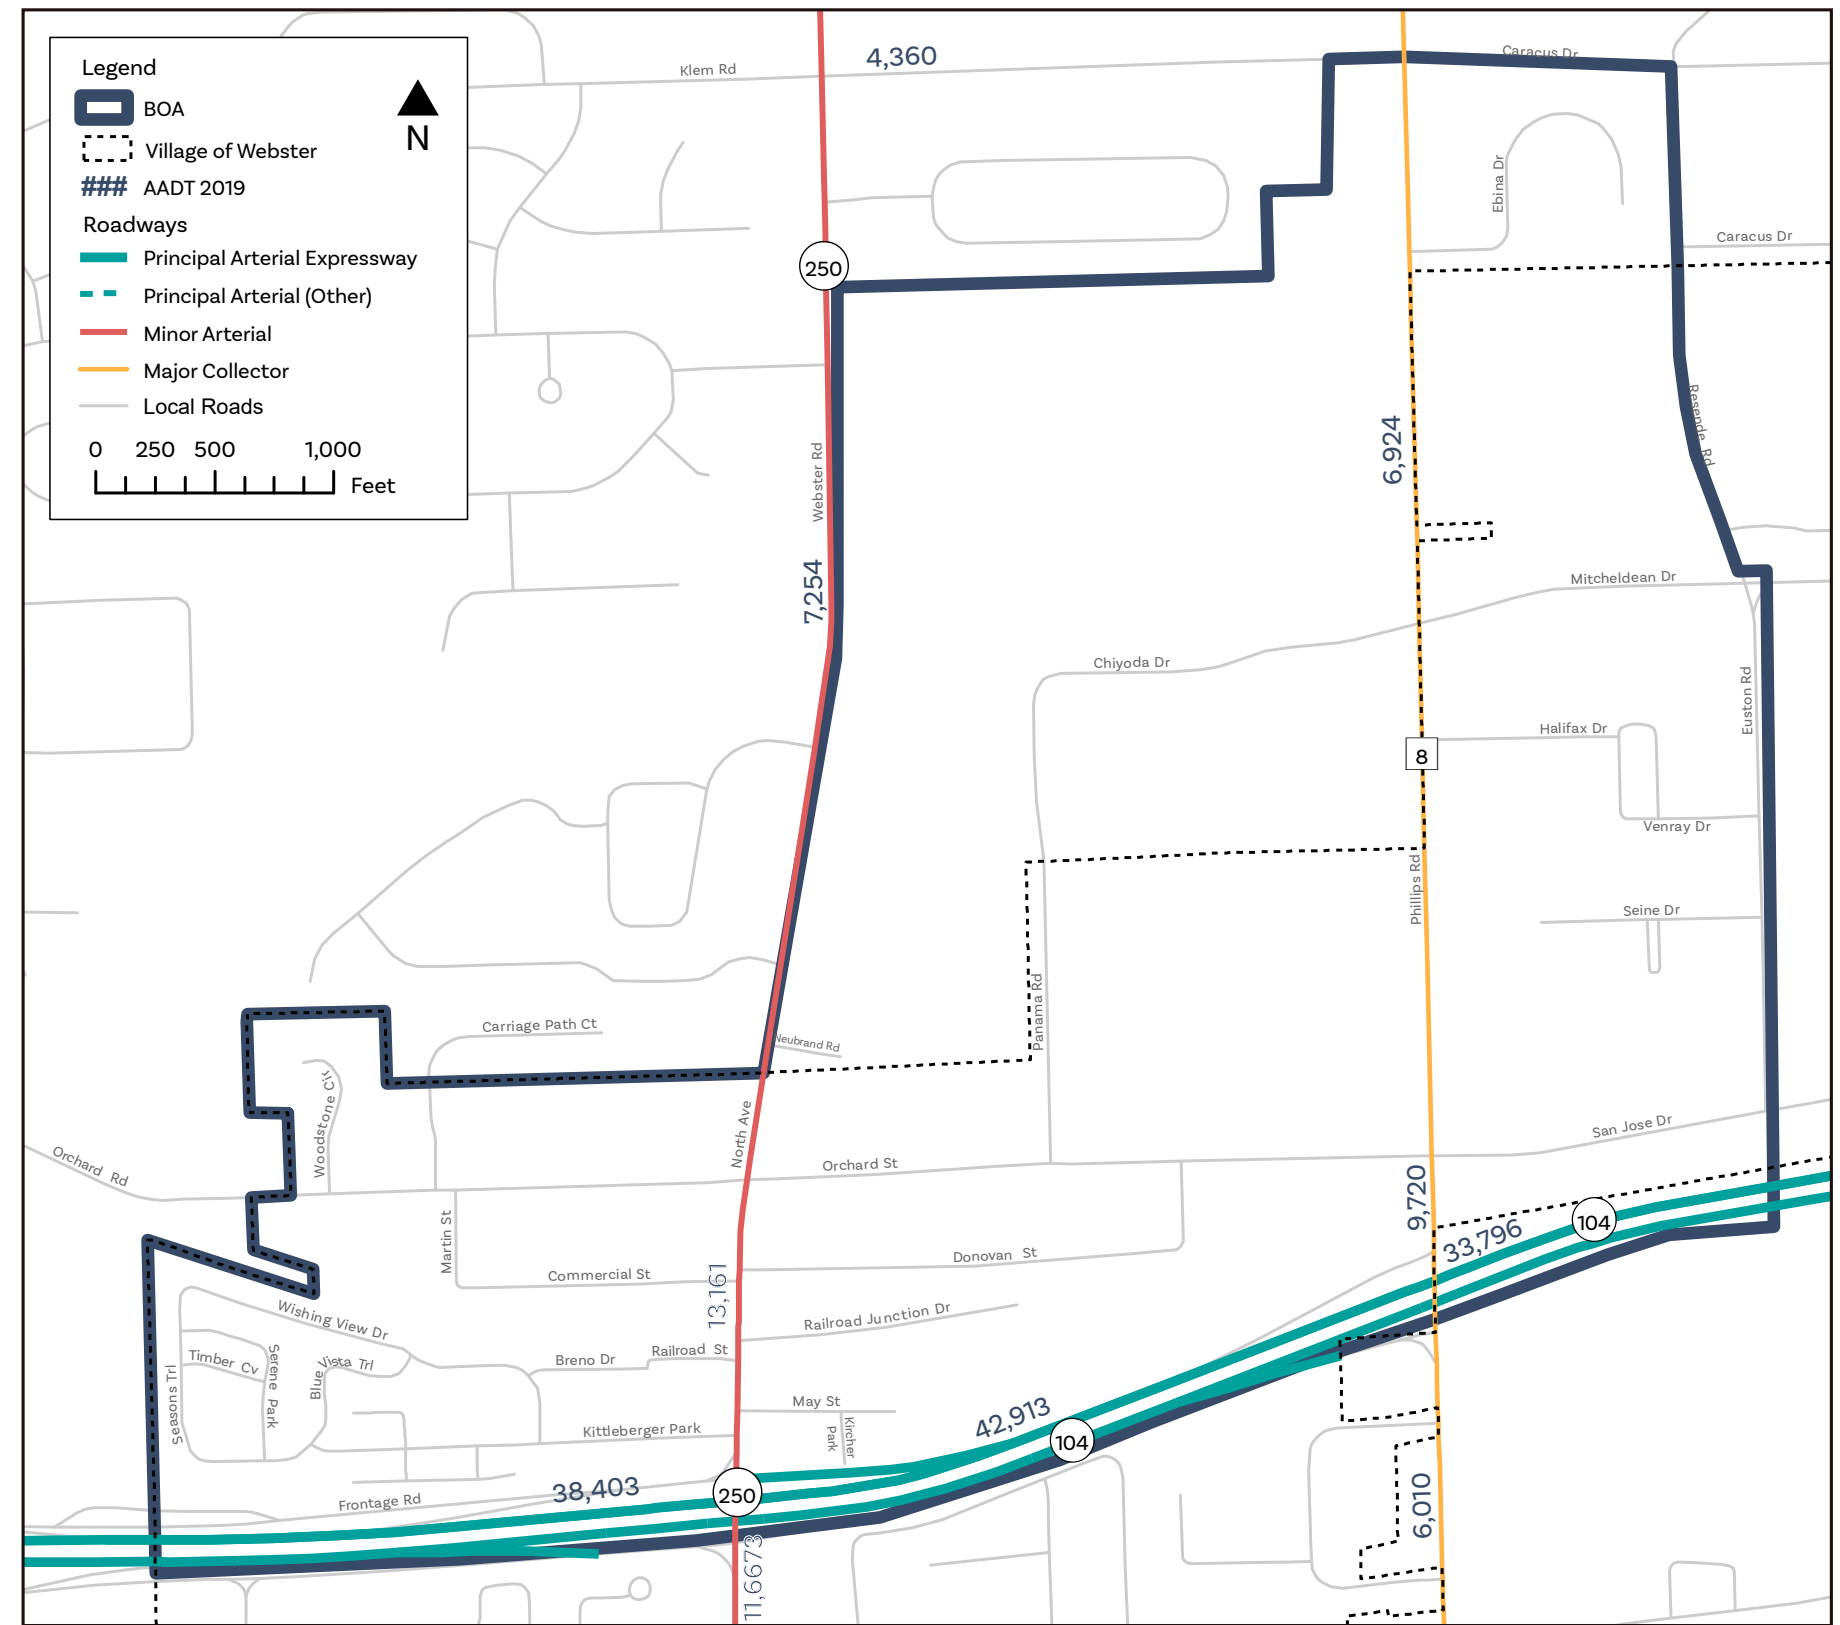 Legend
BOA
Village of Webster
### AADT 2019
Roadways
Principal Arterial Expressway
Principal Arterial (Other)
Minor Arterial
Major Collector
Local Roads
0 250 500 1,000
Feet
N
Klem Rd
4,360
Caracus Dr
Ebina Dr
Caracus Dr
250
Webster Rd
7,254
6,924
Resende Rd
Mitcheldean Dr
Chiyoda Dr
Euston Rd
Halifax Dr
8
Venray Dr
Phillips Rd
Seine Dr
Panama Rd
Carriage Path Ct
Neubrand Rd
Woodstone Cir
North Ave
Orchard Rd
Orchard St
San Jose Dr
9,720
33,796
104
Martin St
Donovan St
Commercial St
13,161
Wishing View Dr
Railroad Junction Dr
Timber Cv
Serene Park
Blue Vista Trl
Seasons Trl
Breno Dr
Railroad St
May St
Kircher Park
Kittleberger Park
42,913
104
38,403
250
Frontage Rd
6,010
11,6673